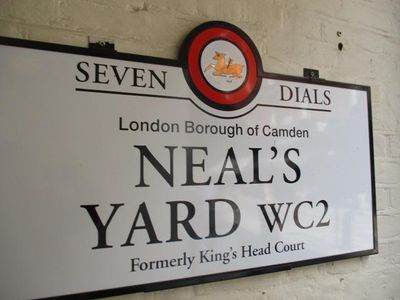 SEVEN DIALS
London Borough of Camden
NEAL'S
YARD WC2
Formerly King's Head Court